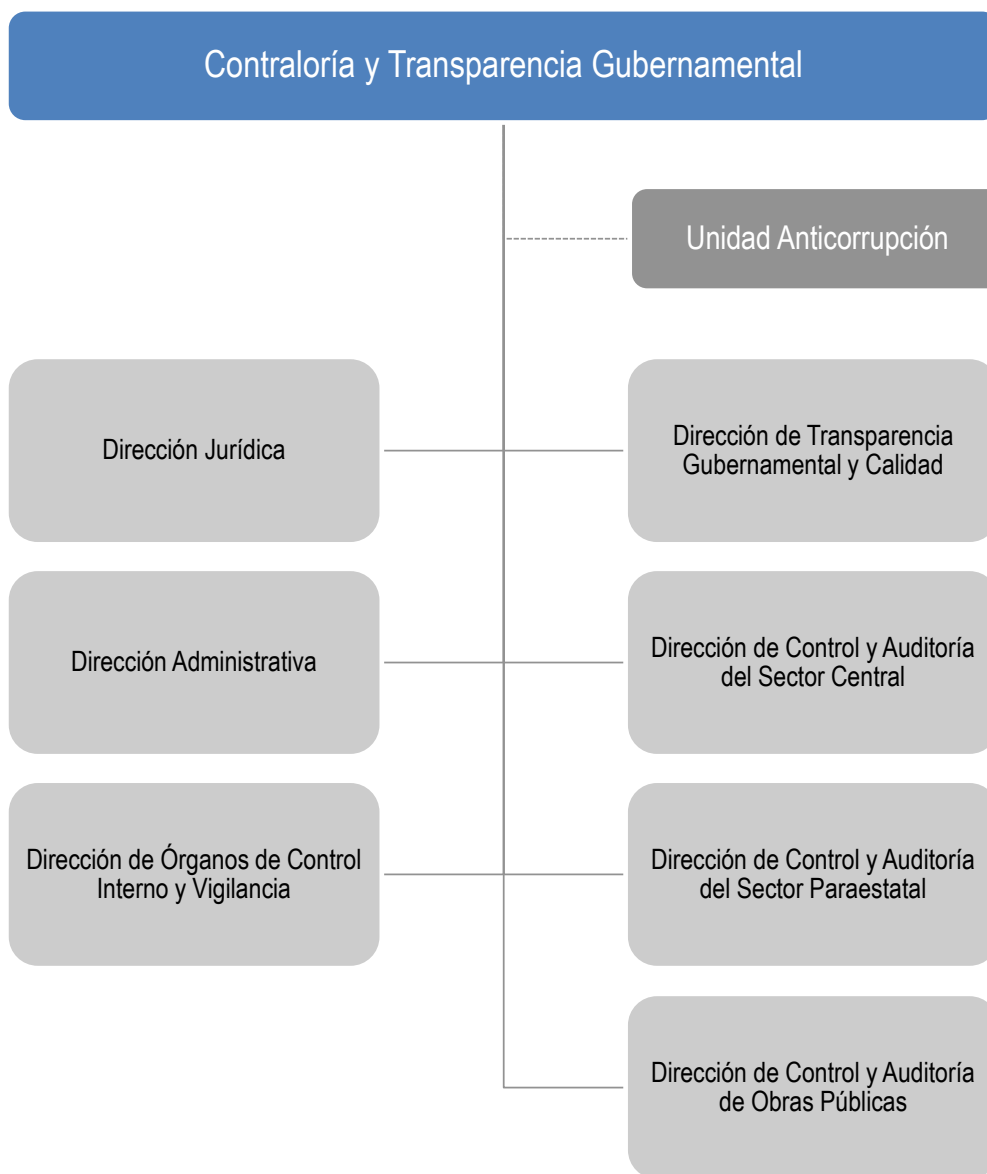 Contraloría y Transparencia Gubernamental
Unidad Anticorrupción
Dirección Jurídica
Dirección de Transparencia
Gubernamental y Calidad
Dirección Administrativa
Dirección de Control y Auditoría
del Sector Central
Dirección de Órganos de Control
Interno y Vigilancia
Dirección de Control y Auditoría
del Sector Paraestatal
Dirección de Control y Auditoría
de Obras Públicas